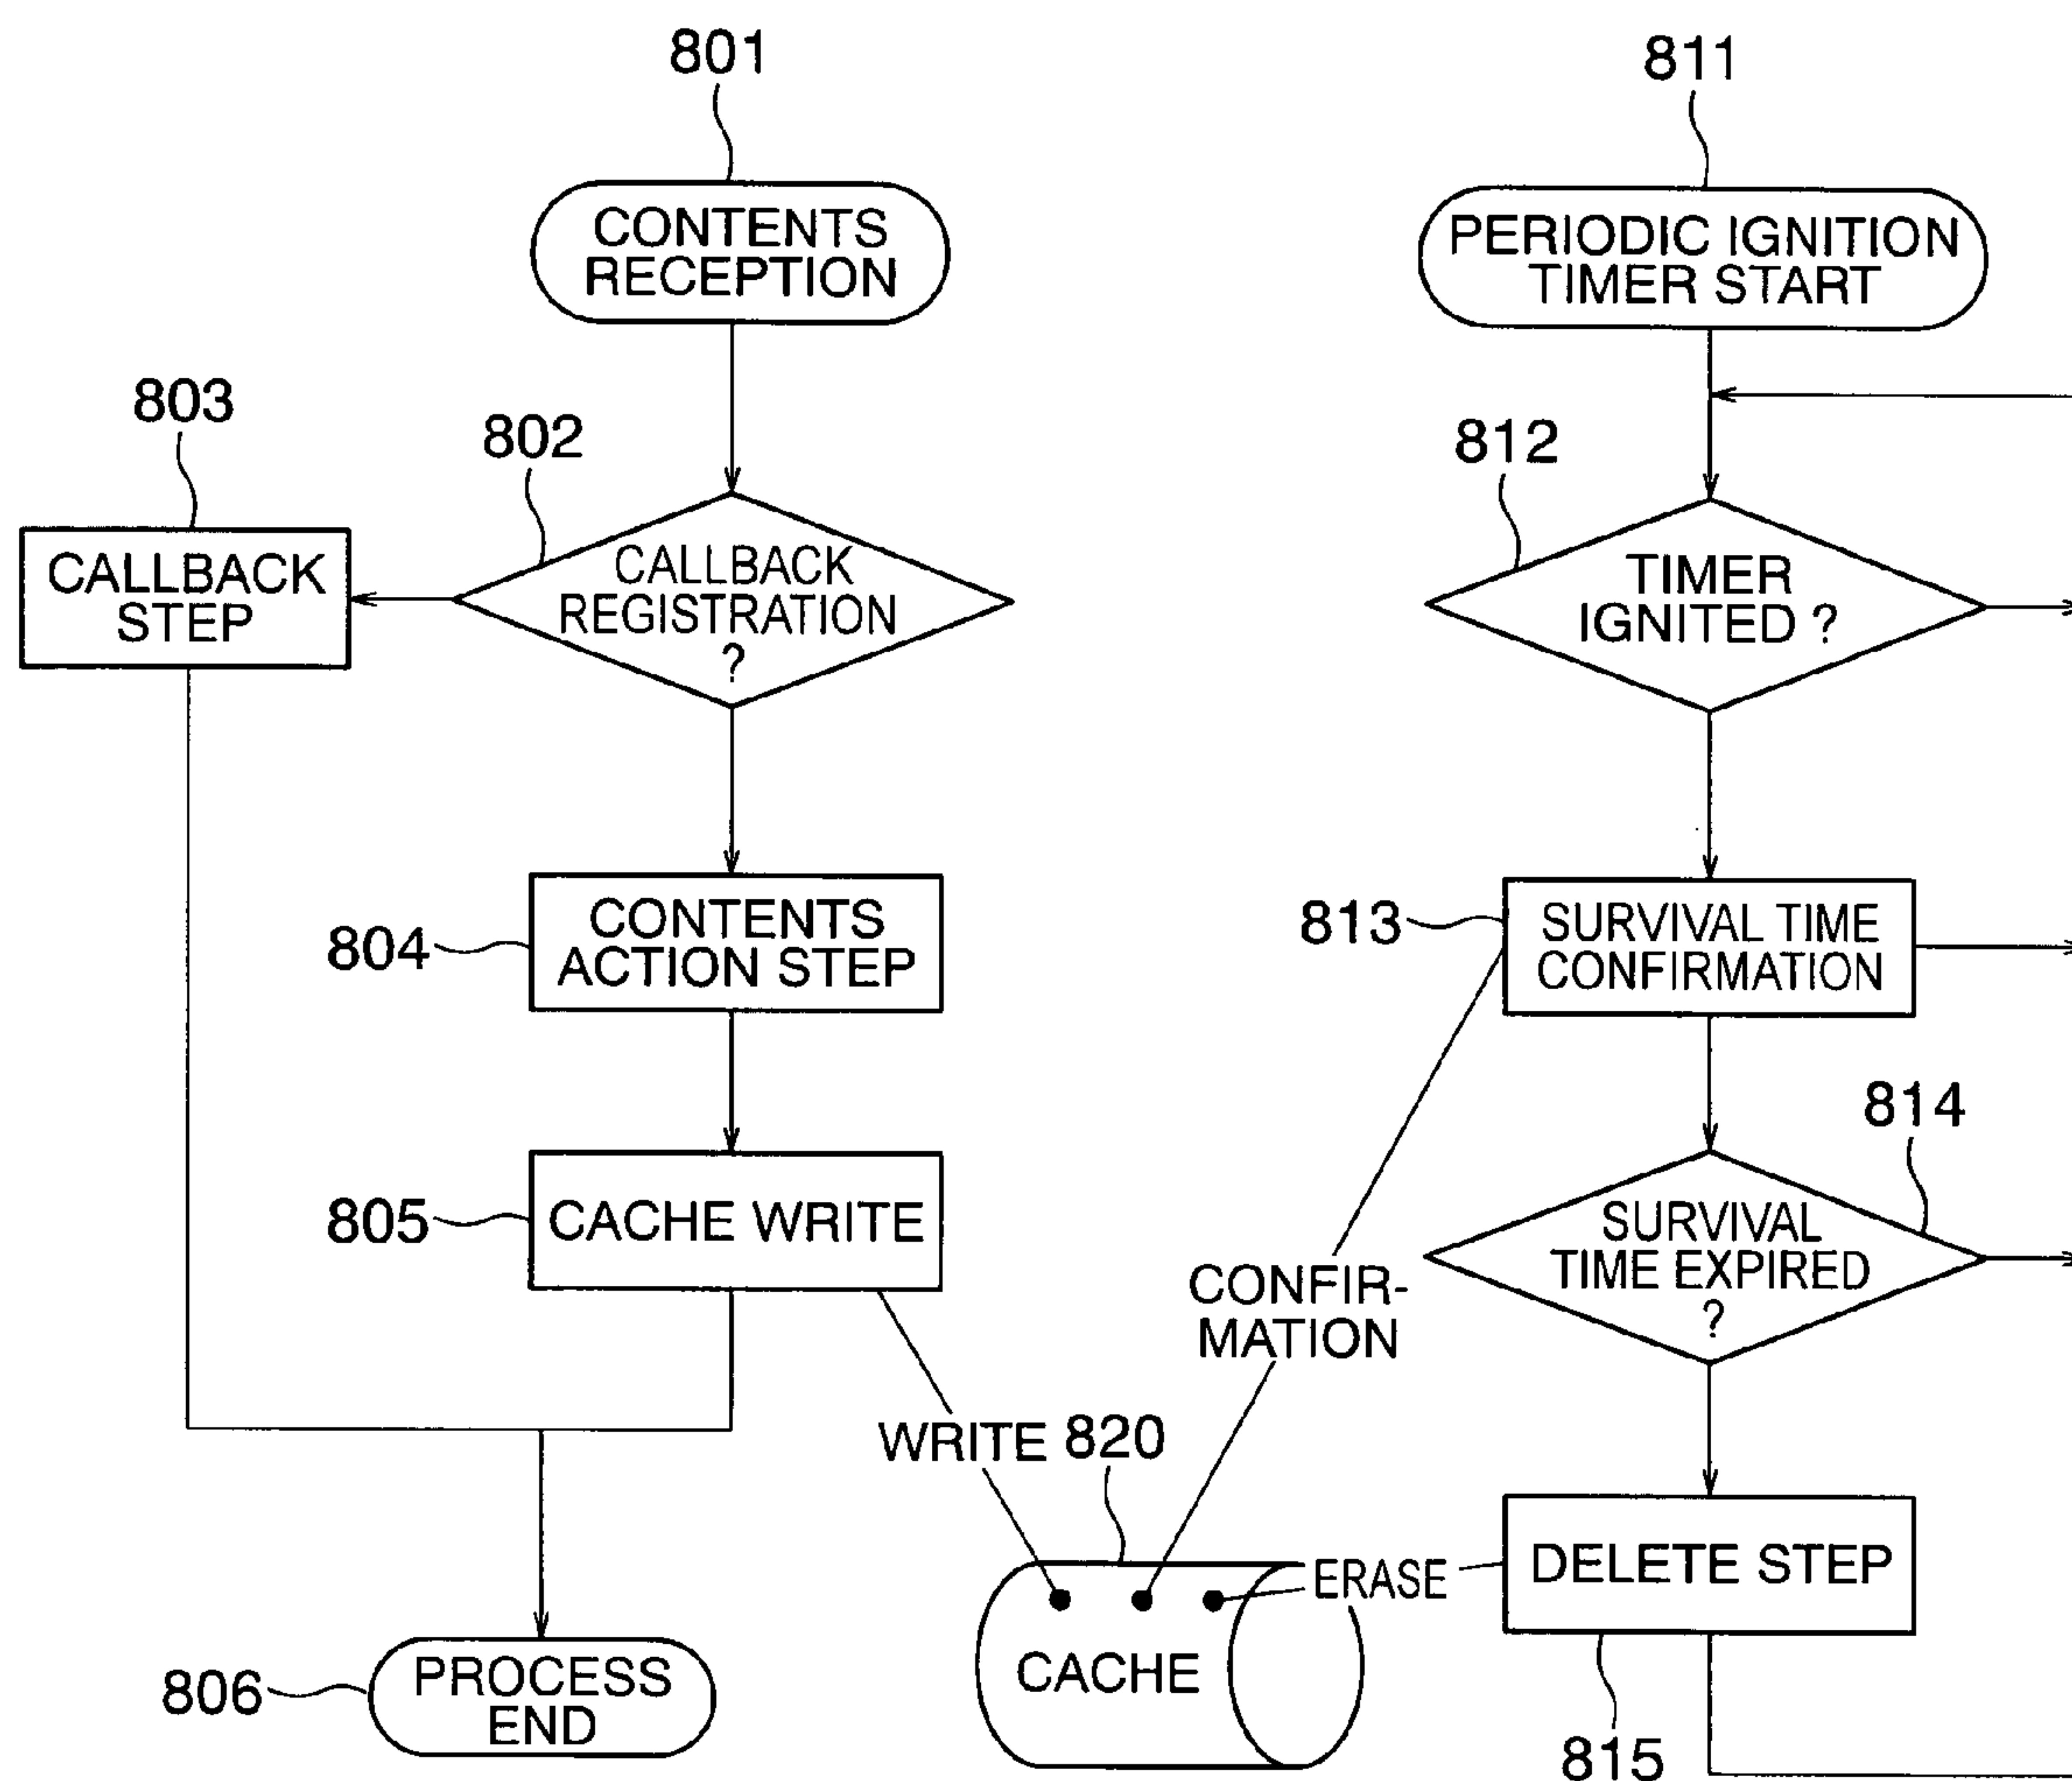 801
CONTENTS
RECEPTION
803
802
CALLBACK
STEP
CALLBACK
REGISTRATION
?
804
CONTENTS
ACTION STEP
805
CACHE WRITE
WRITE
820
CACHE
806
PROCESS
END
811
PERIODIC IGNITION
TIMER START
812
TIMER
IGNITED ?
813
SURVIVAL TIME
CONFIRMATION
814
SURVIVAL
TIME EXPIRED
?
CONFIR-
MATION
ERASE
DELETE STEP
815